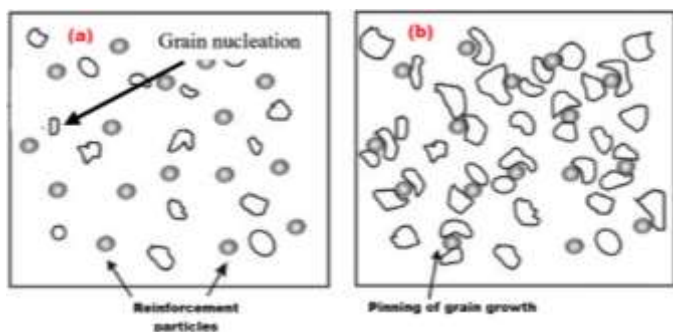 (a)
Grain nucleation
(b)
Reinforcement
particles
Pinning of grain growth